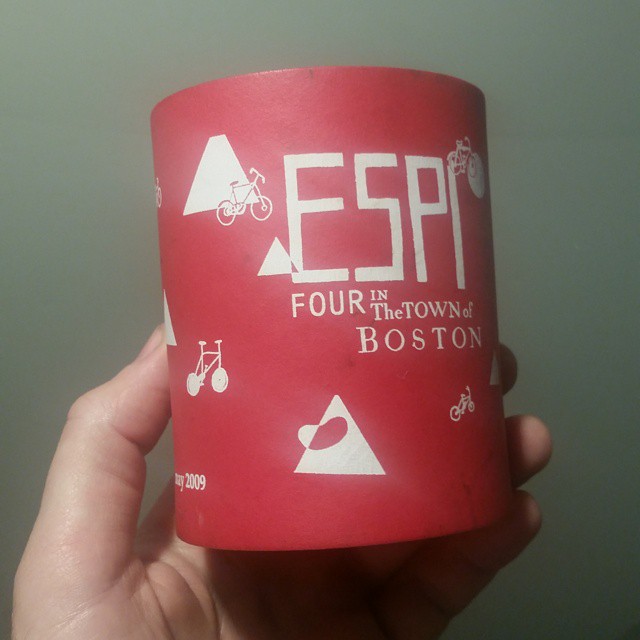 ESPI
FOUR IN The TOWN of
BOSTON
2009